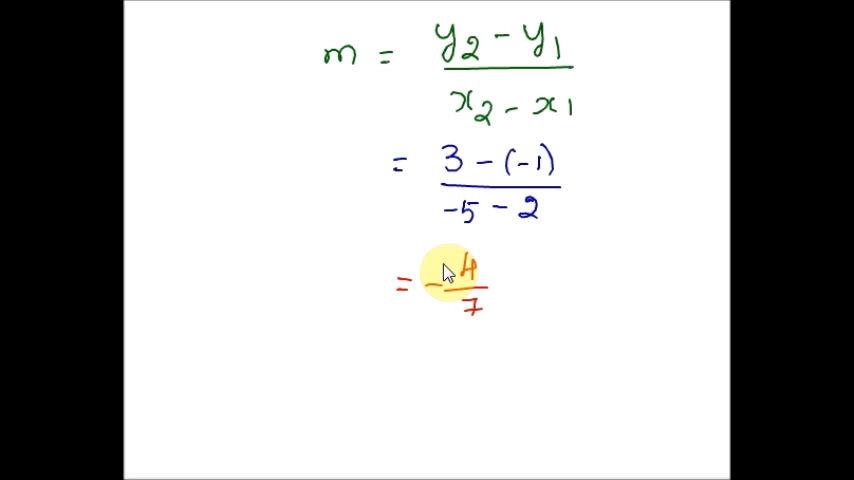 m = y₂ - y₁ / x₂ - x₁
= 3 - (-1) / -5 - 2
= - 4 / 7